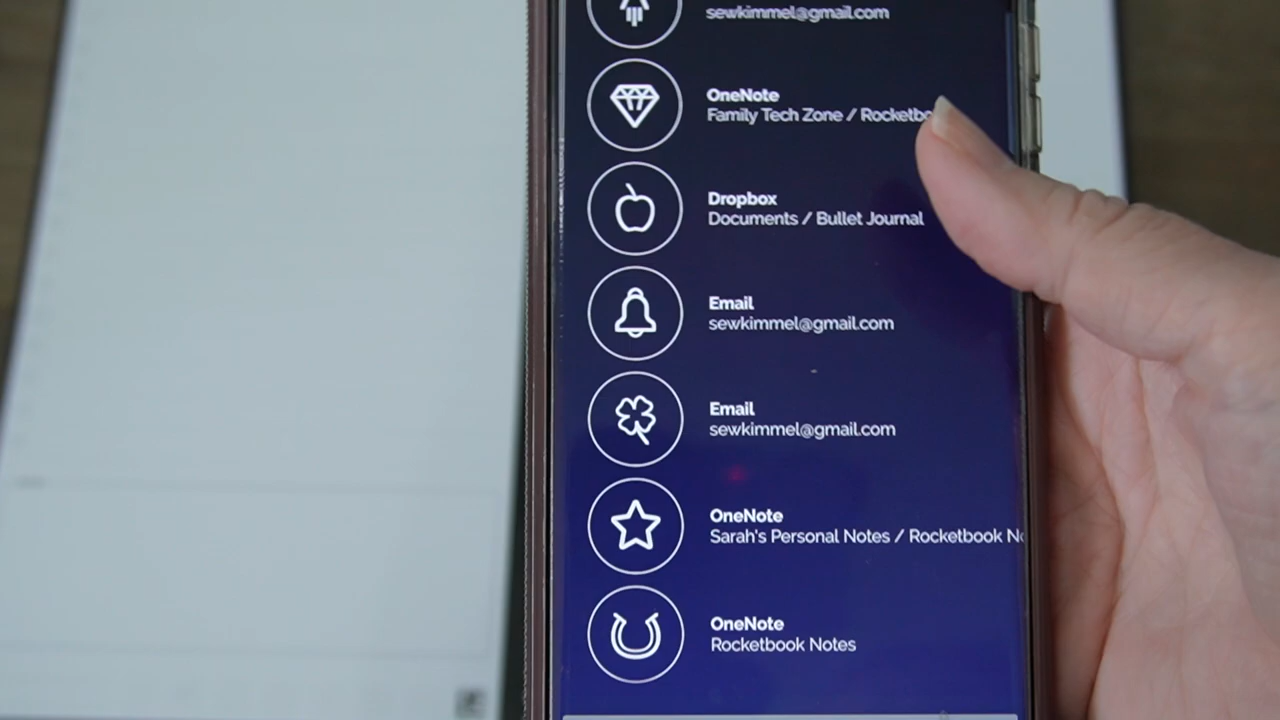 sewkimmel@gmail.com
OneNote
Family Tech Zone / Rocketbo
Dropbox
Documents / Bullet Journal
Email
sewkimmel@gmail.com
Email
sewkimmel@gmail.com
OneNote
Sarah's Personal Notes / Rocketbook No
OneNote
Rocketbook Notes